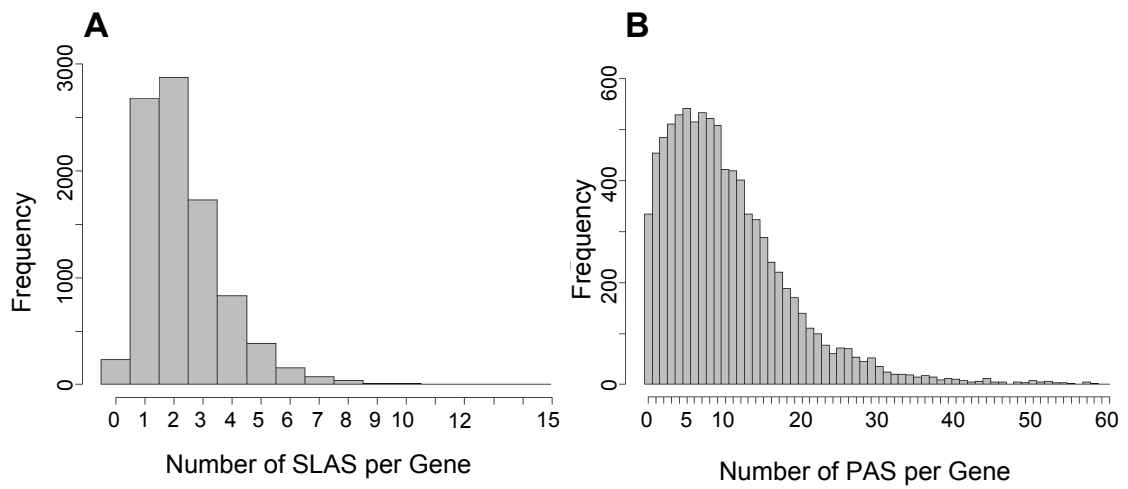 A
B
3000
2000
1000
0
Frequency
0 1 2 3 4 5 6 7 8 9 10 12 15
Number of SLAS per Gene
600
400
200
0
Frequency
0 5 10 20 30 40 50 60
Number of PAS per Gene